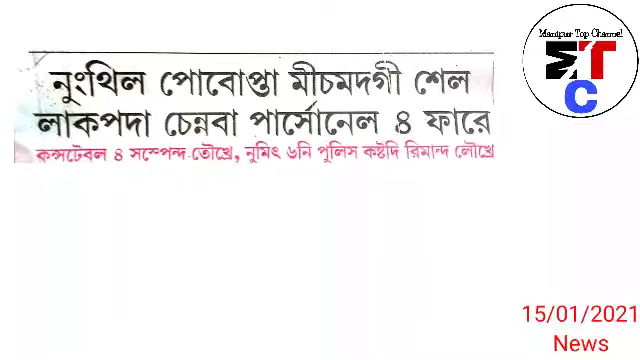 Manipur Top Channel
MTC
নুংথিল পোবোপ্তা মীচমদগী শেল
লাকপদা চেন্নবা পার্সোনেল ৪ ফারে
কন্সটেবল ৪ সস্পেন্দ তৌখ্রে, নুমিৎ ৬নি পুলিস কষ্টদি রিমান্দ লৌখ্রে
15/01/2021
News